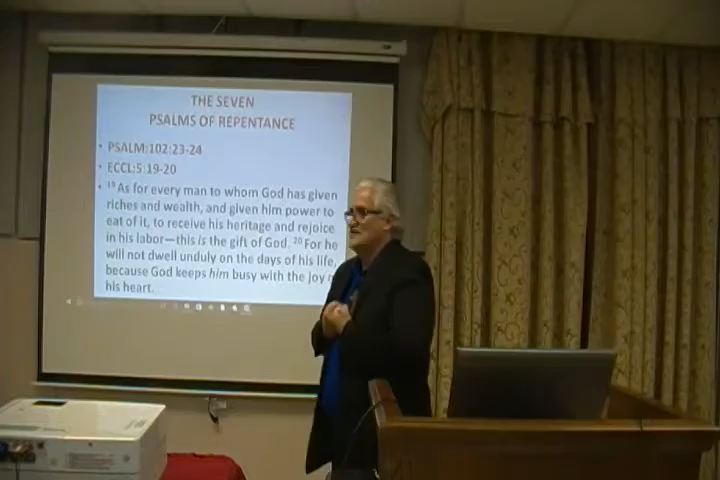 THE SEVEN
PSALMS OF REPENTANCE
• PSALM:102:23-24
• ECCL:5:19-20
• 19 As for every man to whom God has given
riches and wealth, and given him power to
eat of it, to receive his heritage and rejoice
in his labor—this is the gift of God. 20 For he
will not dwell unduly on the days of his life,
because God keeps him busy with the joy
his heart.